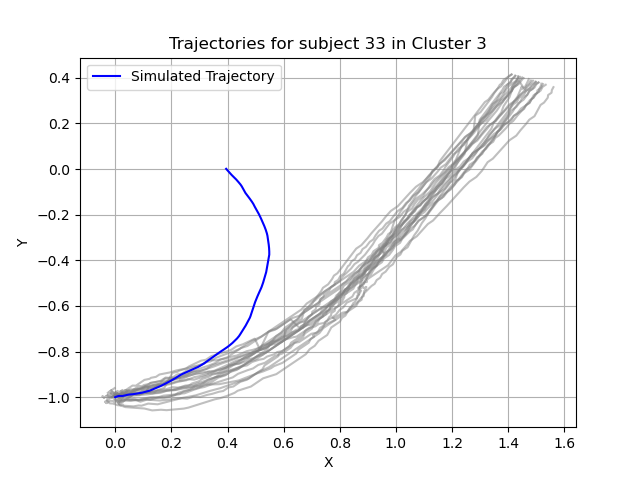 Trajectories for subject 33 in Cluster 3
Simulated Trajectory
Y
0.4
0.2
0.0
−0.2
−0.4
−0.6
−0.8
−1.0
0.0 0.2 0.4 0.6 0.8 1.0 1.2 1.4 1.6
X